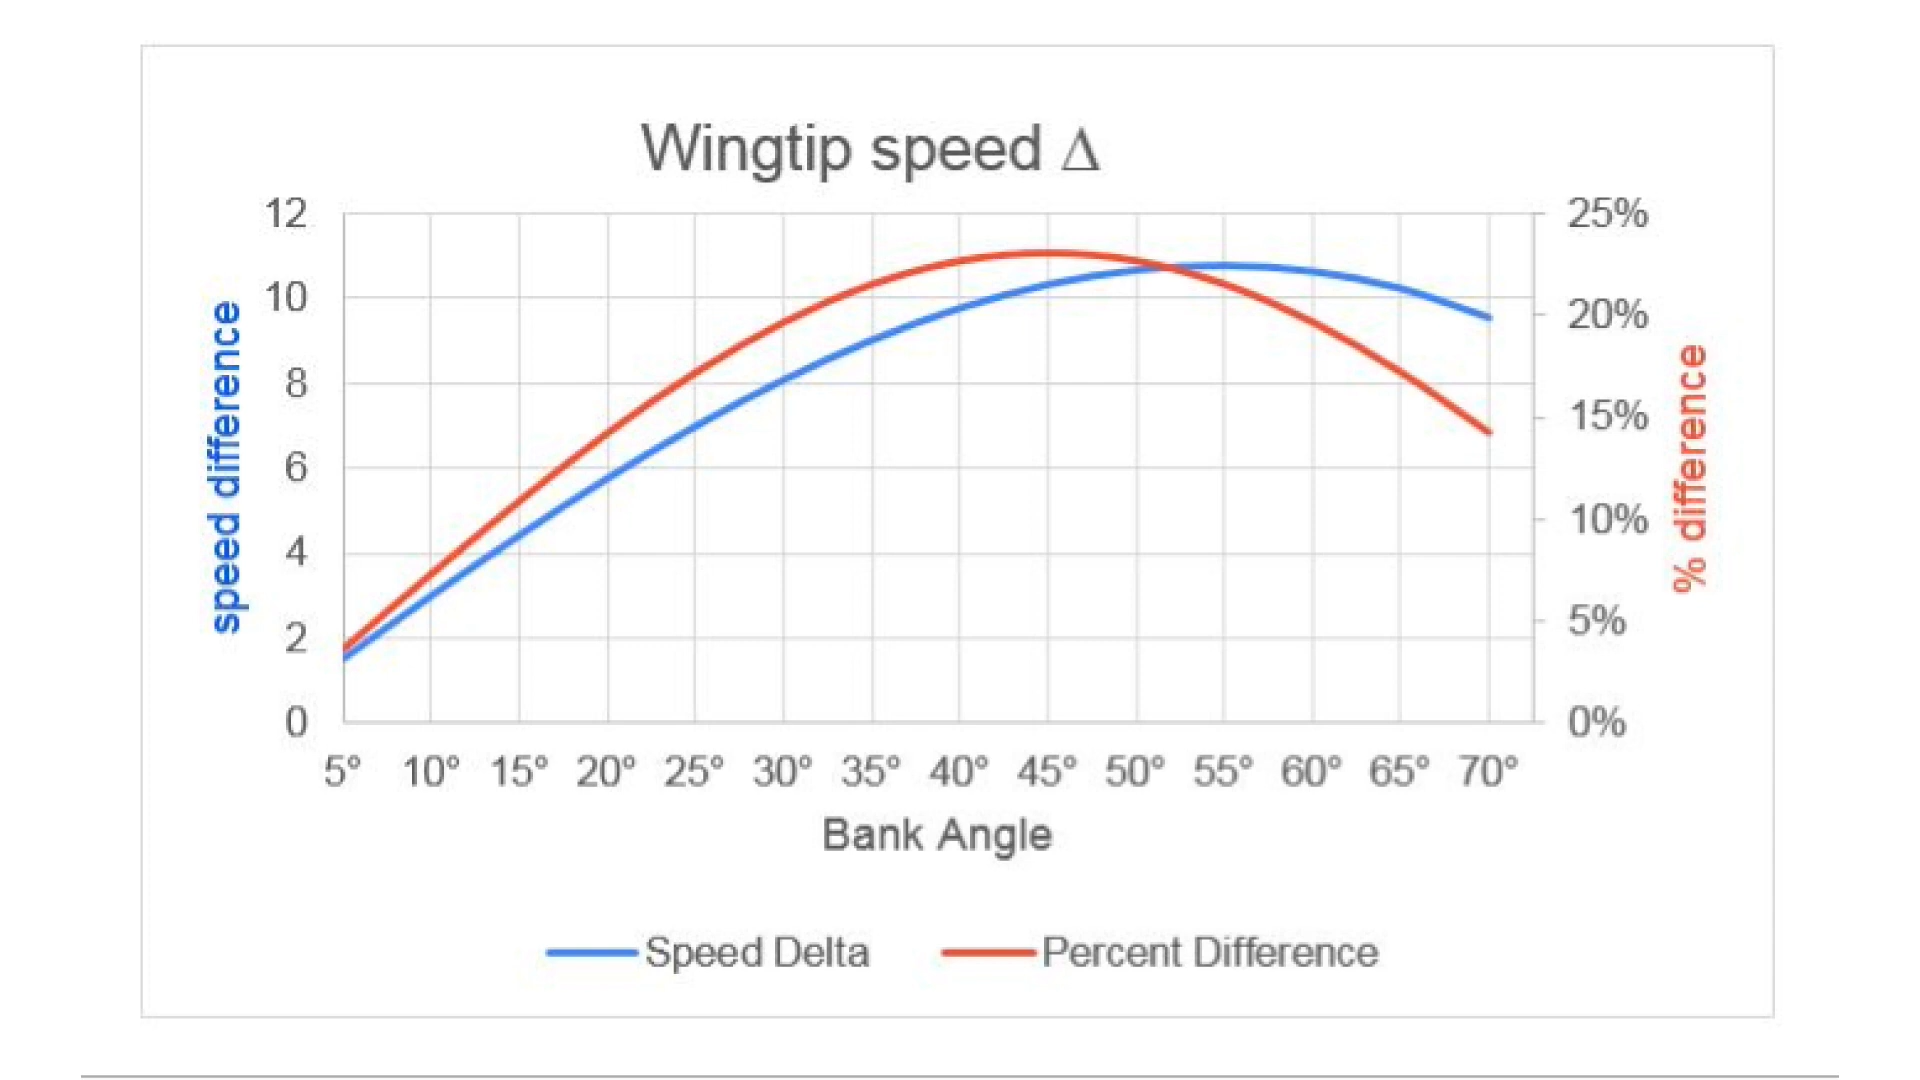 Wingtip speed Δ
12
10
8
6
4
2
0
speed difference
25%
20%
15%
10%
5%
0%
% difference
5° 10° 15° 20° 25° 30° 35° 40° 45° 50° 55° 60° 65° 70°
Bank Angle
Speed Delta
Percent Difference